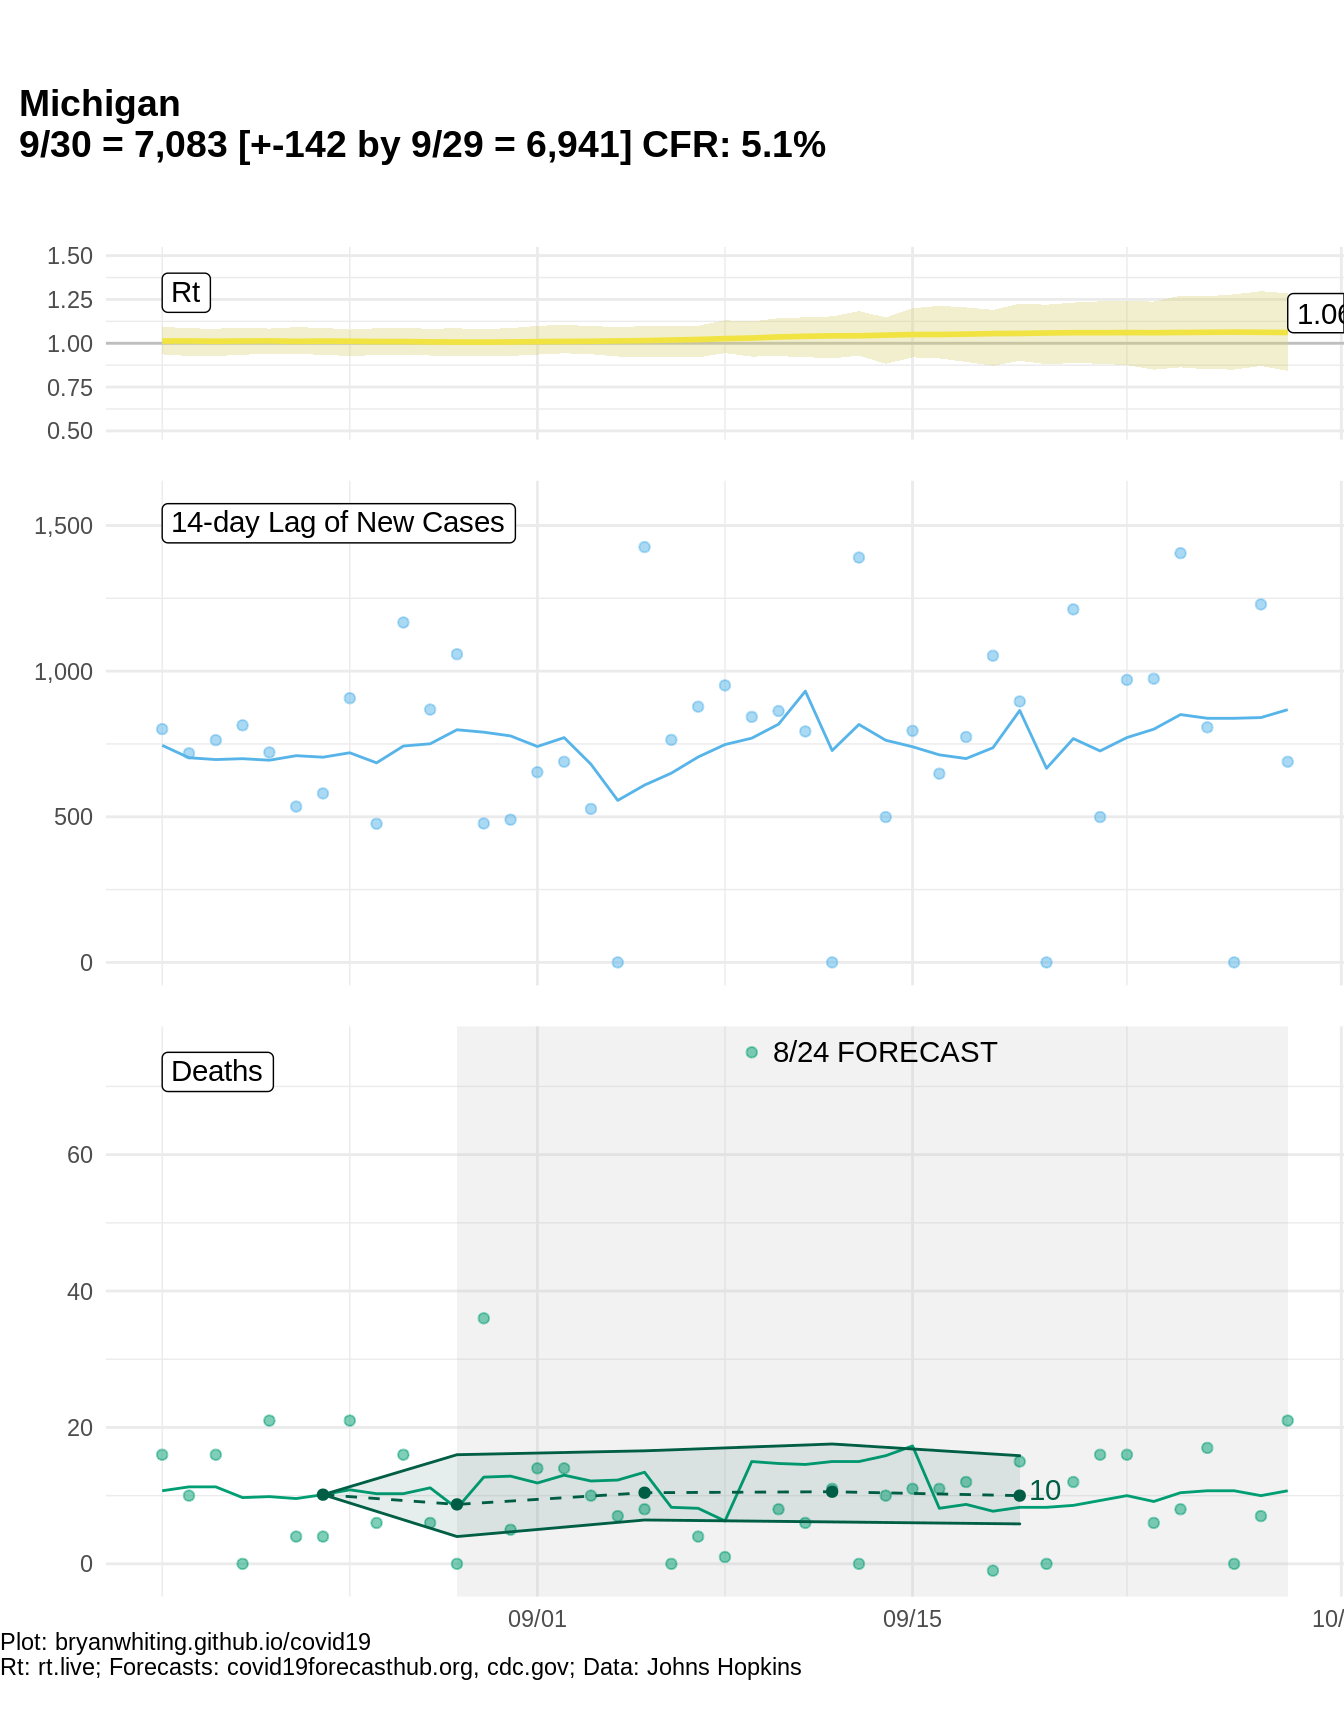 Michigan
9/30 = 7,083 [+-142 by 9/29 = 6,941] CFR: 5.1%
1.50
Rt
1.25
1.06
1.00
0.75
0.50
14-day Lag of New Cases
1,500
1,000
500
0
8/24 FORECAST
Deaths
60
40
20
10
0
09/01
09/15
10/
Plot: bryanwhiting.github.io/covid19
Rt: rt.live; Forecasts: covid19forecasthub.org, cdc.gov; Data: Johns Hopkins